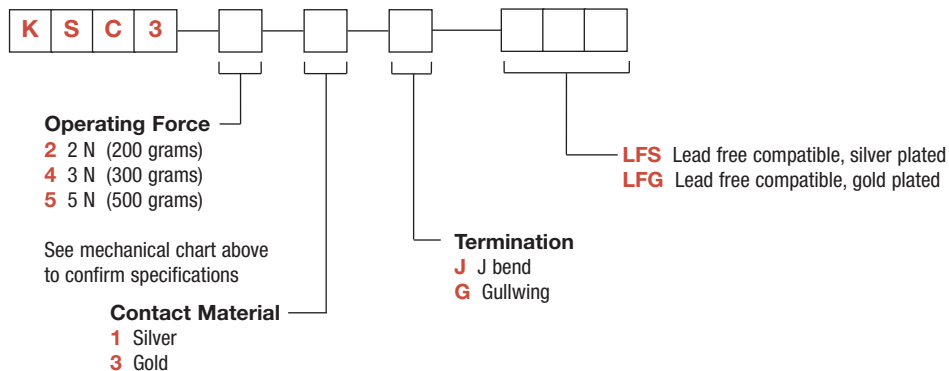 K S C 3
Operating Force
2 2 N (200 grams)
4 3 N (300 grams)
5 5 N (500 grams)
See mechanical chart above
to confirm specifications
Contact Material
1 Silver
3 Gold
Termination
J J bend
G Gullwing
LFS Lead free compatible, silver plated
LFG Lead free compatible, gold plated